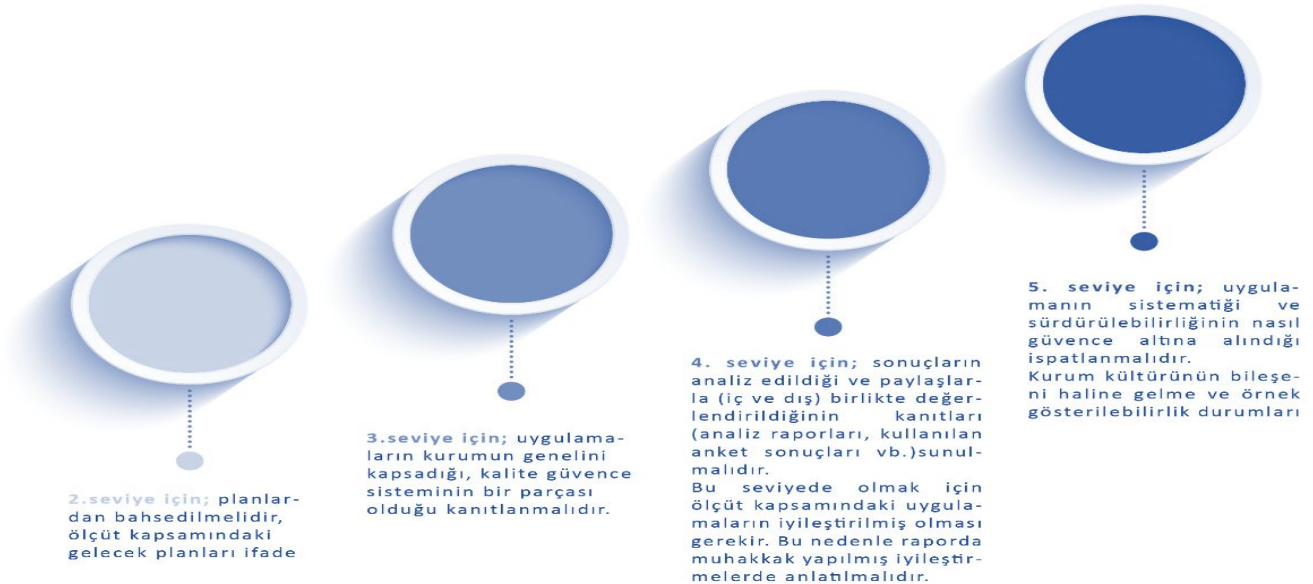 2.seviye için; planlar-
dan bahsedilmelidir,
ölçüt kapsamındaki
gelecek planları ifade
3.seviye için; uygulama-
ların kurumun genelini
kapsadığı, kalite güvence
sisteminin bir parçası
olduğu kanıtlanmalıdır.
4. seviye için; sonuçların
analiz edildiği ve paylaşlar-
la (iç ve dış) birlikte değer-
lendirildiğinin kanıtları
(analiz raporları, kullanılan
anket sonuçları vb.)sunul-
malıdır.
Bu seviyede olmak için
ölçüt kapsamındaki uygula-
maların iyileştirilmiş olması
gerekir. Bu nedenle raporda
muhakkak yapılmış iyileştir-
melerde anlatılmalıdır.
5. seviye için; uygula-
manın sistematiği ve
sürdürülebilirliğinin nasıl
güvence altına alındığı
ispatlanmalıdır.
Kurum kültürünün bileşe-
ni haline gelme ve örnek
gösterilebilirlik durumları